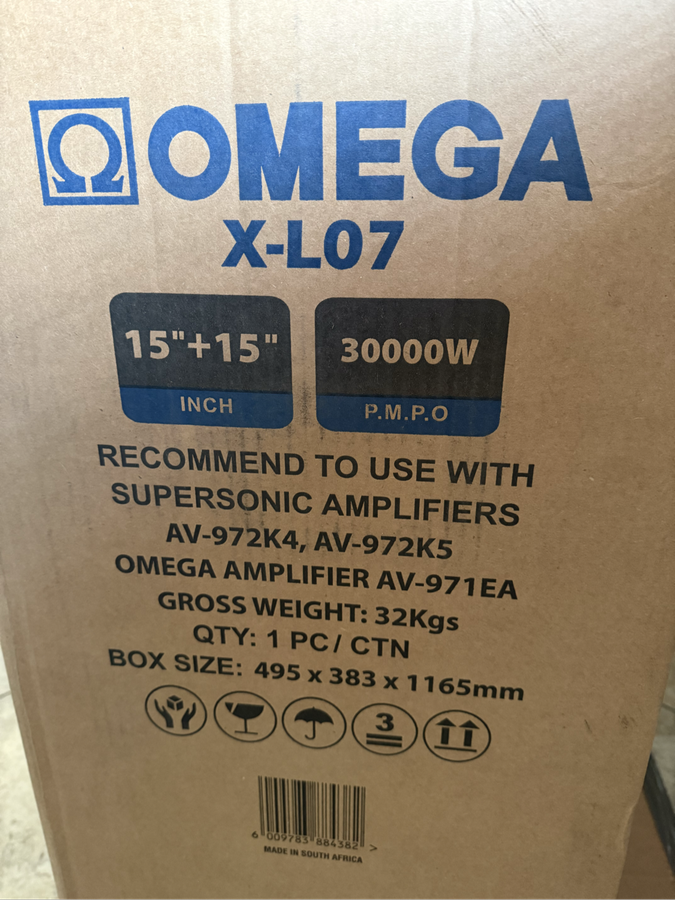 Ω OMEGA
X-L07
15"+15"
INCH
30000W
P.M.P.O
RECOMMEND TO USE WITH
SUPERSONIC AMPLIFIERS
AV-972K4, AV-972K5
OMEGA AMPLIFIER AV-971EA
GROSS WEIGHT: 32Kgs
QTY: 1 PC/ CTN
BOX SIZE: 495 x 383 x 1165mm
3
6 009783 884382 >
MADE IN SOUTH AFRICA